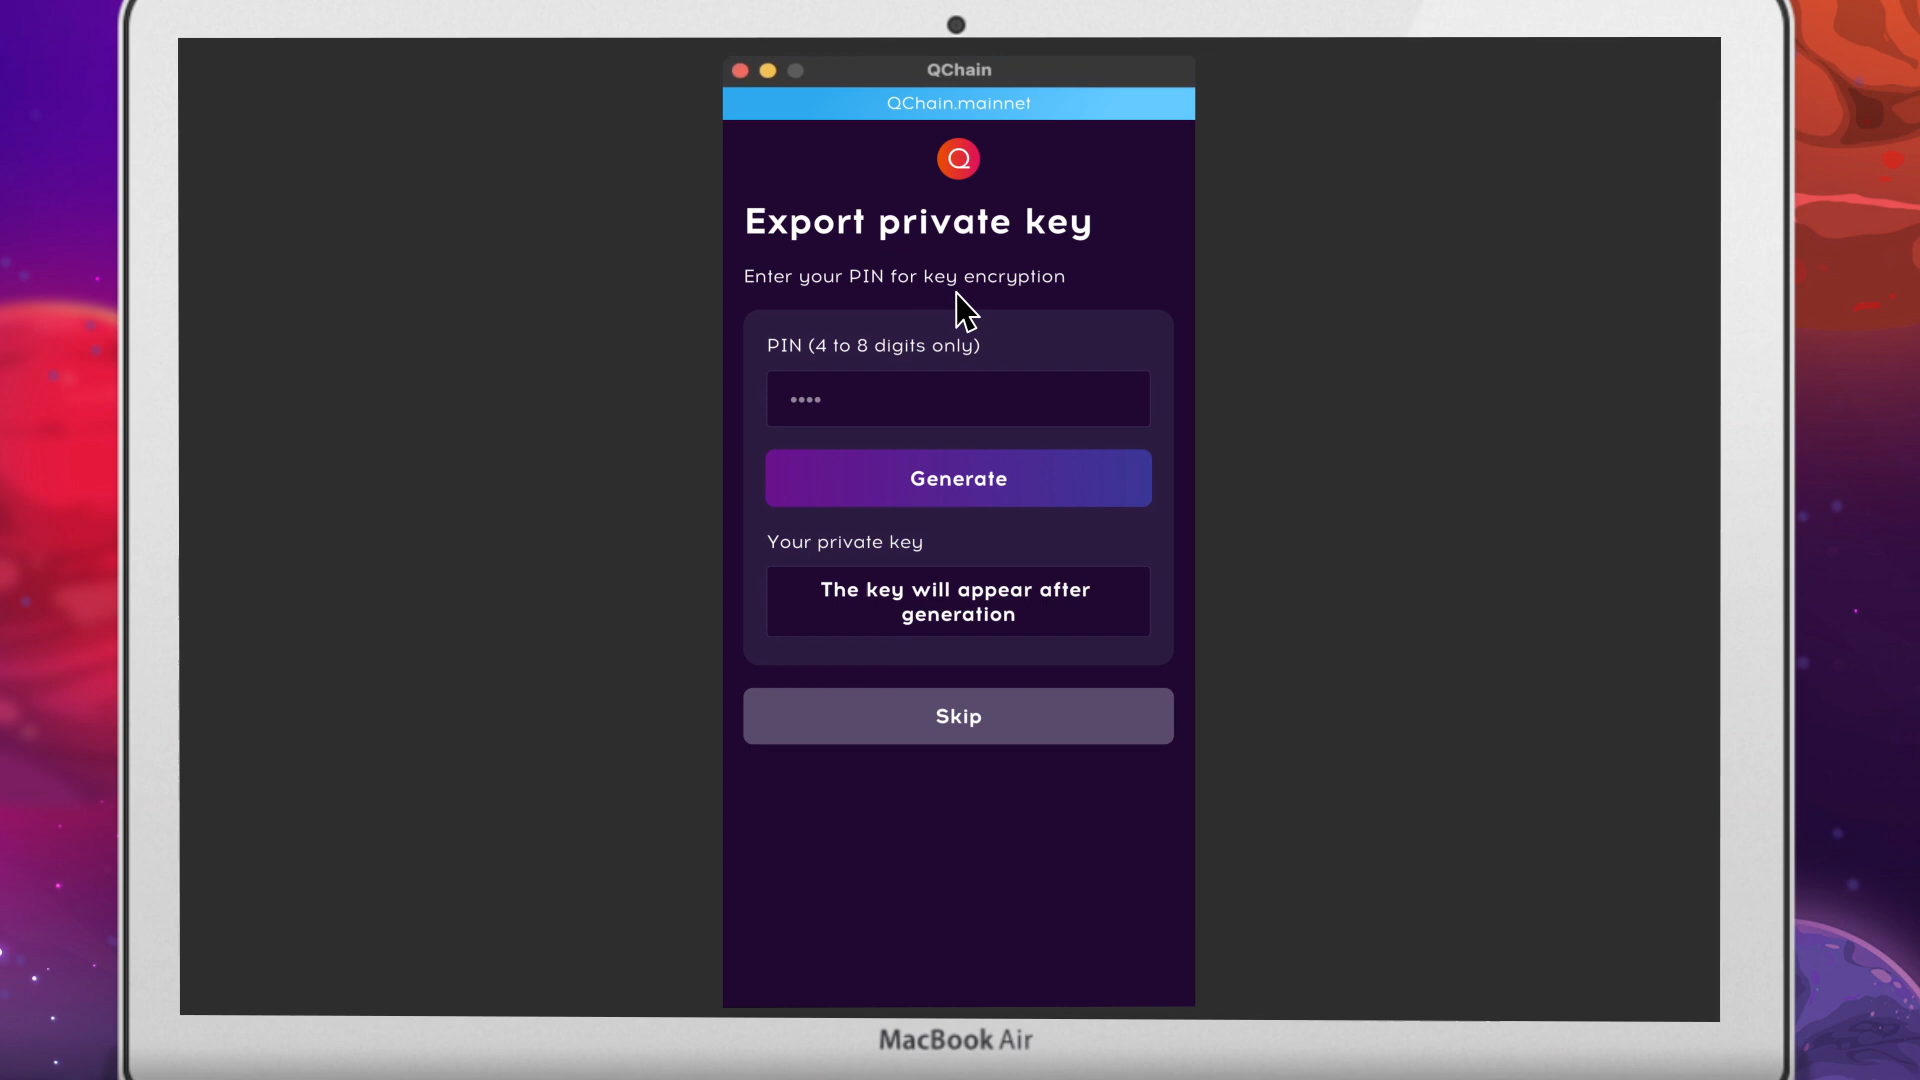 QChain
QChain.mainnet
Q
Export private key
Enter your PIN for key encryption
PIN (4 to 8 digits only)
••••
Generate
Your private key
The key will appear after
generation
Skip
MacBook Air